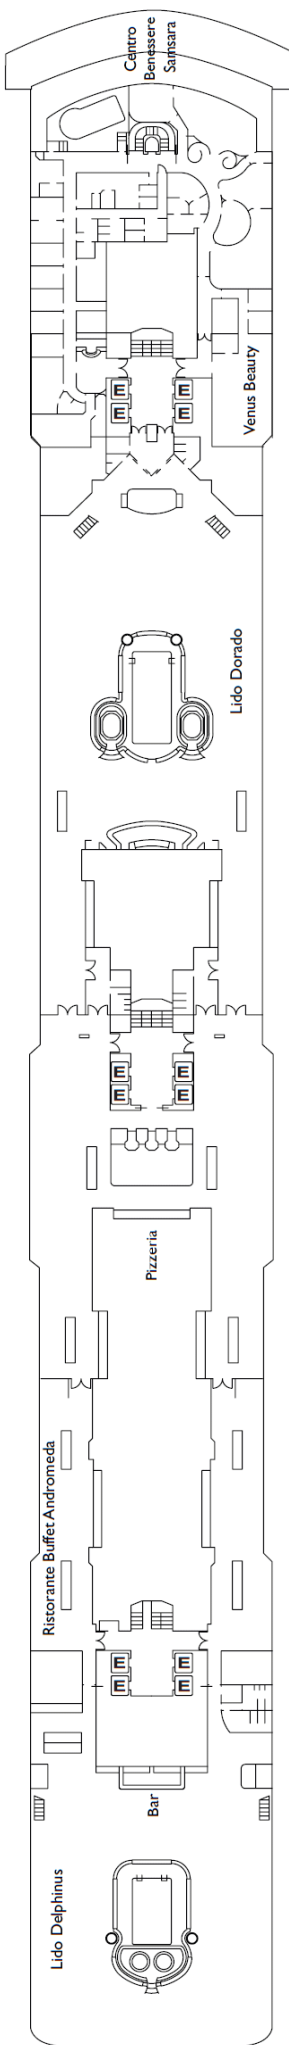 Centro
Benessere
Samsara
E E
E E
Venus Beauty
Lido Dorado
E E
E E
Pizzeria
Ristorante Buffet Andromeda
E E
E E
Bar
Lido Delphinus